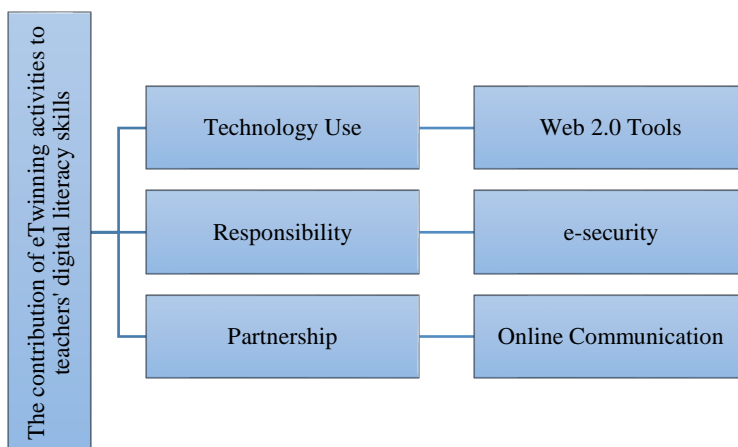 The contribution of eTwinning activities to
teachers' digital literacy skills
Technology Use
Web 2.0 Tools
Responsibility
e-security
Partnership
Online Communication